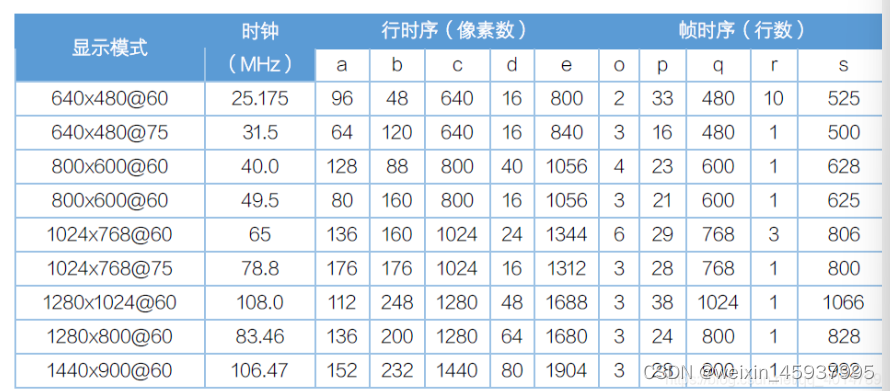 显示模式 时钟（MHz） 行时序（像素数） 帧时序（行数）
a b c d e o p q r s
640x480@60 25.175 96 48 640 16 800 2 33 480 10 525
640x480@75 31.5 64 120 640 16 840 3 16 480 1 500
800x600@60 40.0 128 88 800 40 1056 4 23 600 1 628
800x600@60 49.5 80 160 800 16 1056 3 21 600 1 625
1024x768@60 65 136 160 1024 24 1344 6 29 768 3 806
1024x768@75 78.8 176 176 1024 16 1312 3 28 768 1 800
1280x1024@60 108.0 112 248 1280 48 1688 3 38 1024 1 1066
1280x800@60 83.46 136 200 1280 64 1680 3 24 800 1 828
1440x900@60 106.47 152 232 1440 80 1904 3 28 900 1 932
CSDN @weixin_45937995